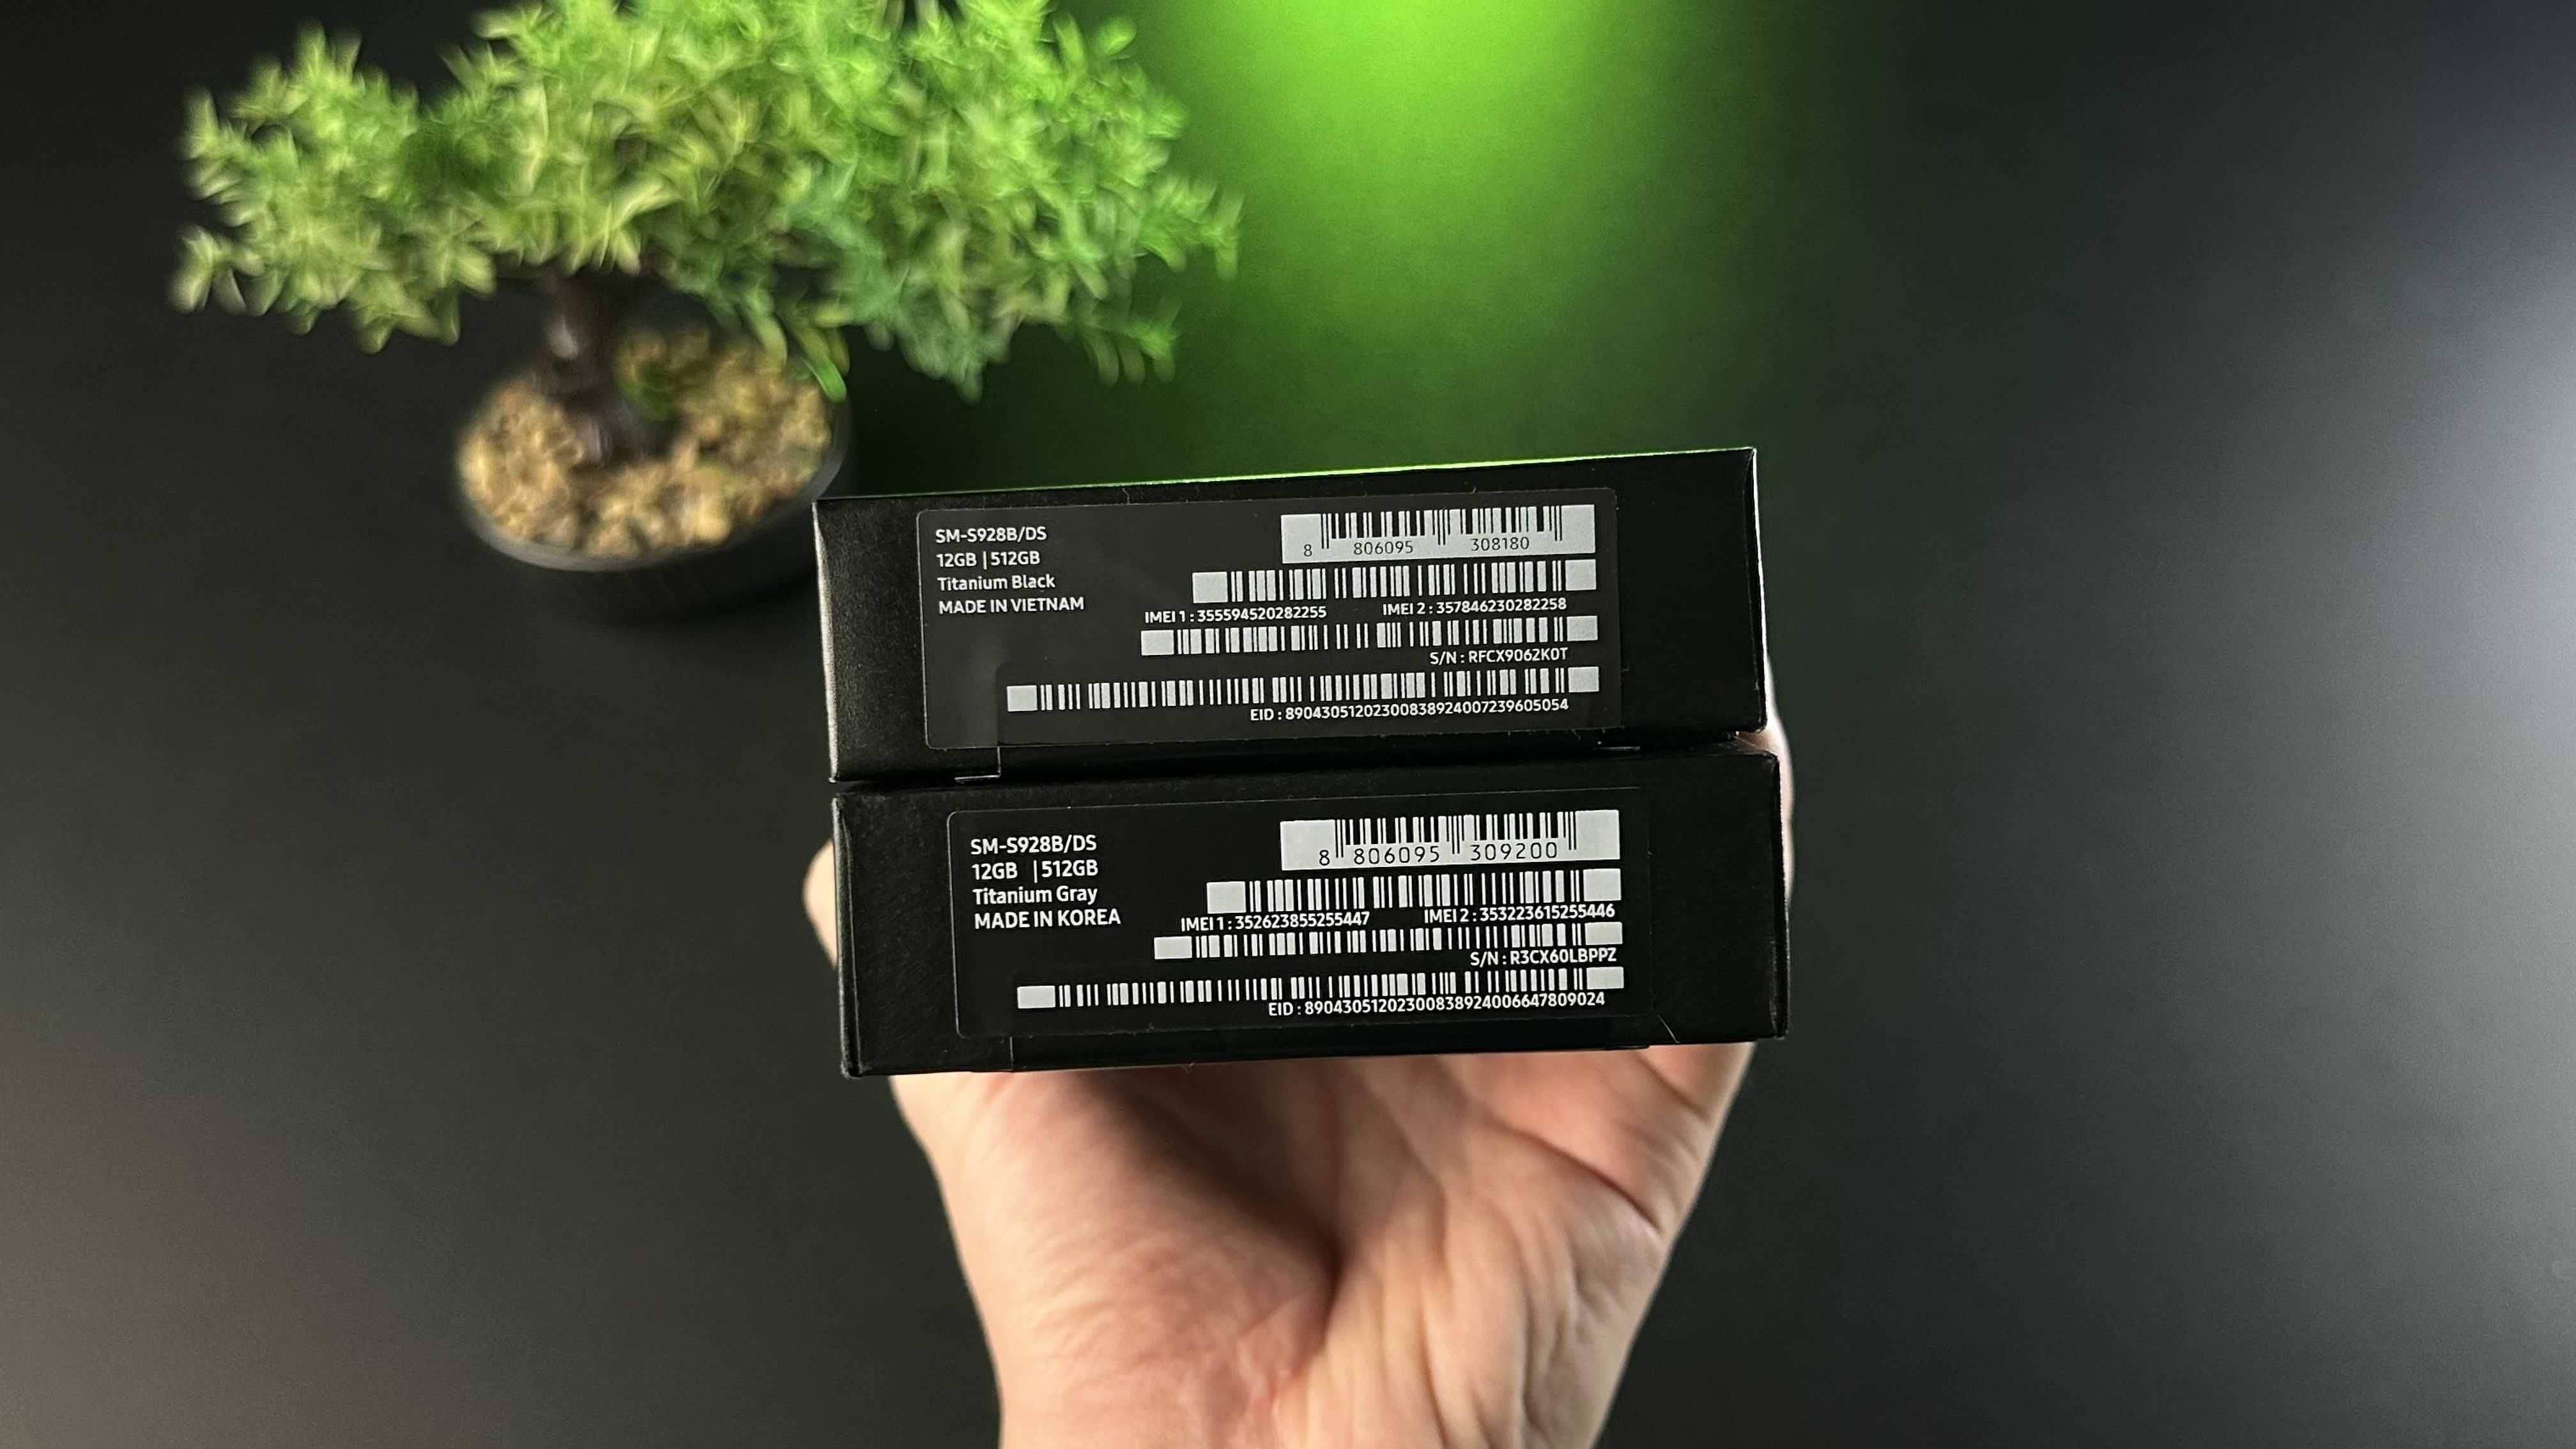 SM-S928B/DS
12GB | 512GB
Titanium Black
MADE IN VIETNAM
8 806095 308180
IMEI 1 : 355594520282255 IMEI 2 : 357846230282258
S/N : RFCX9062K0T
EID : 89043051202300838924007239605054
SM-S928B/DS
12GB | 512GB
Titanium Gray
MADE IN KOREA
8 806095 309200
IMEI 1 : 352623855255447 IMEI 2 : 353223615255446
S/N : R3CX60LBPPZ
EID : 89043051202300838924006647809024